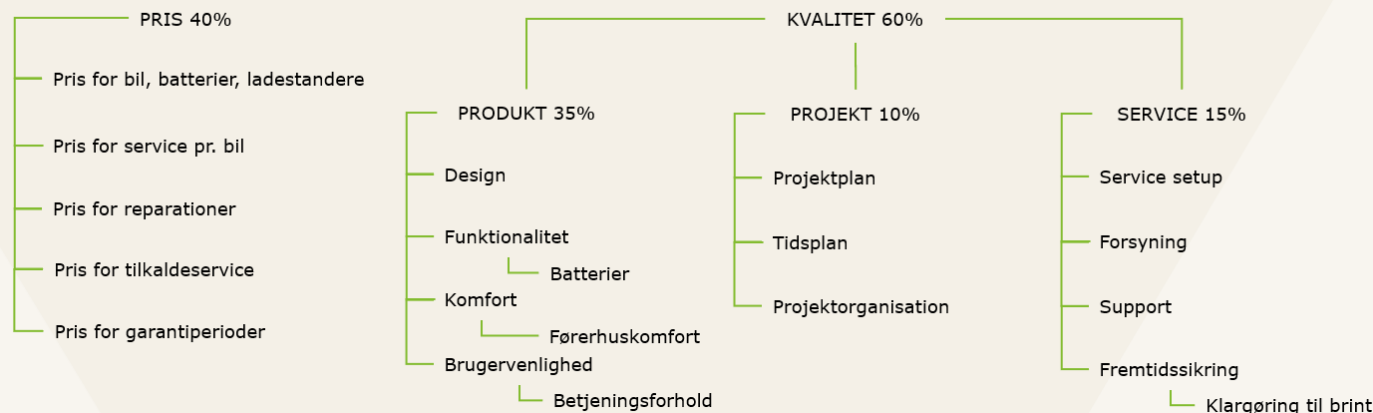 PRIS 40%
Pris for bil, batterier, ladestandere
Pris for service pr. bil
Pris for reparationer
Pris for tilkaldeservice
Pris for garantiperioder
KVALITET 60%
PRODUKT 35%
Design
Funktionalitet
Batterier
Komfort
Førerhuskomfort
Brugervenlighed
Betjeningsforhold
PROJEKT 10%
Projektplan
Tidsplan
Projektorganisation
SERVICE 15%
Service setup
Forsyning
Support
Fremtidssikring
Klargøring til brint